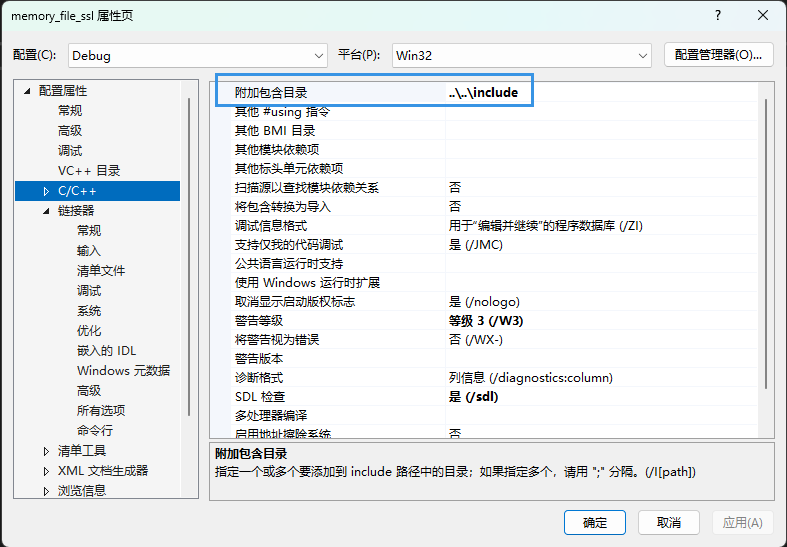 memory_file_ssl 属性页
配置(C): Debug 平台(P): Win32 配置管理器(O)...
配置属性
常规
高级
调试
VC++ 目录
C/C++
链接器
常规
输入
清单文件
调试
系统
优化
嵌入的 IDL
Windows 元数据
高级
所有选项
命令行
清单工具
XML 文档生成器
浏览信息
附加包含目录 ..\..\include
其他 #using 指令
其他 BMI 目录
其他模块依赖项
其他标头单元依赖项
扫描源以查找模块依赖关系 否
将包含转换为导入 否
调试信息格式 用于“编辑并继续”的程序数据库 (/ZI)
支持仅我的代码调试 是 (/JMC)
公共语言运行时支持
使用 Windows 运行时扩展
取消显示启动版权标志 是 (/nologo)
警告等级 等级 3 (/W3)
将警告视为错误 否 (/WX-)
警告版本
诊断格式 列信息 (/diagnostics:column)
SDL 检查 是 (/sdl)
多处理器编译
启用地址擦除系统 否
附加包含目录
指定一个或多个要添加到 include 路径中的目录；如果指定多个，请用 ";" 分隔。(/I[path])
确定 取消 应用(A)